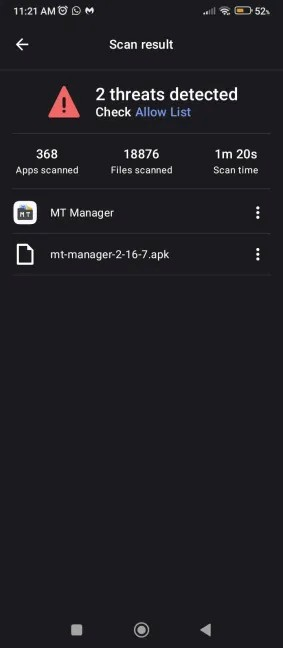 11:21 AM 52%
Scan result
2 threats detected
Check Allow List
368 18876 1m 20s
Apps scanned Files scanned Scan time
MT MT Manager
mt-manager-2-16-7.apk